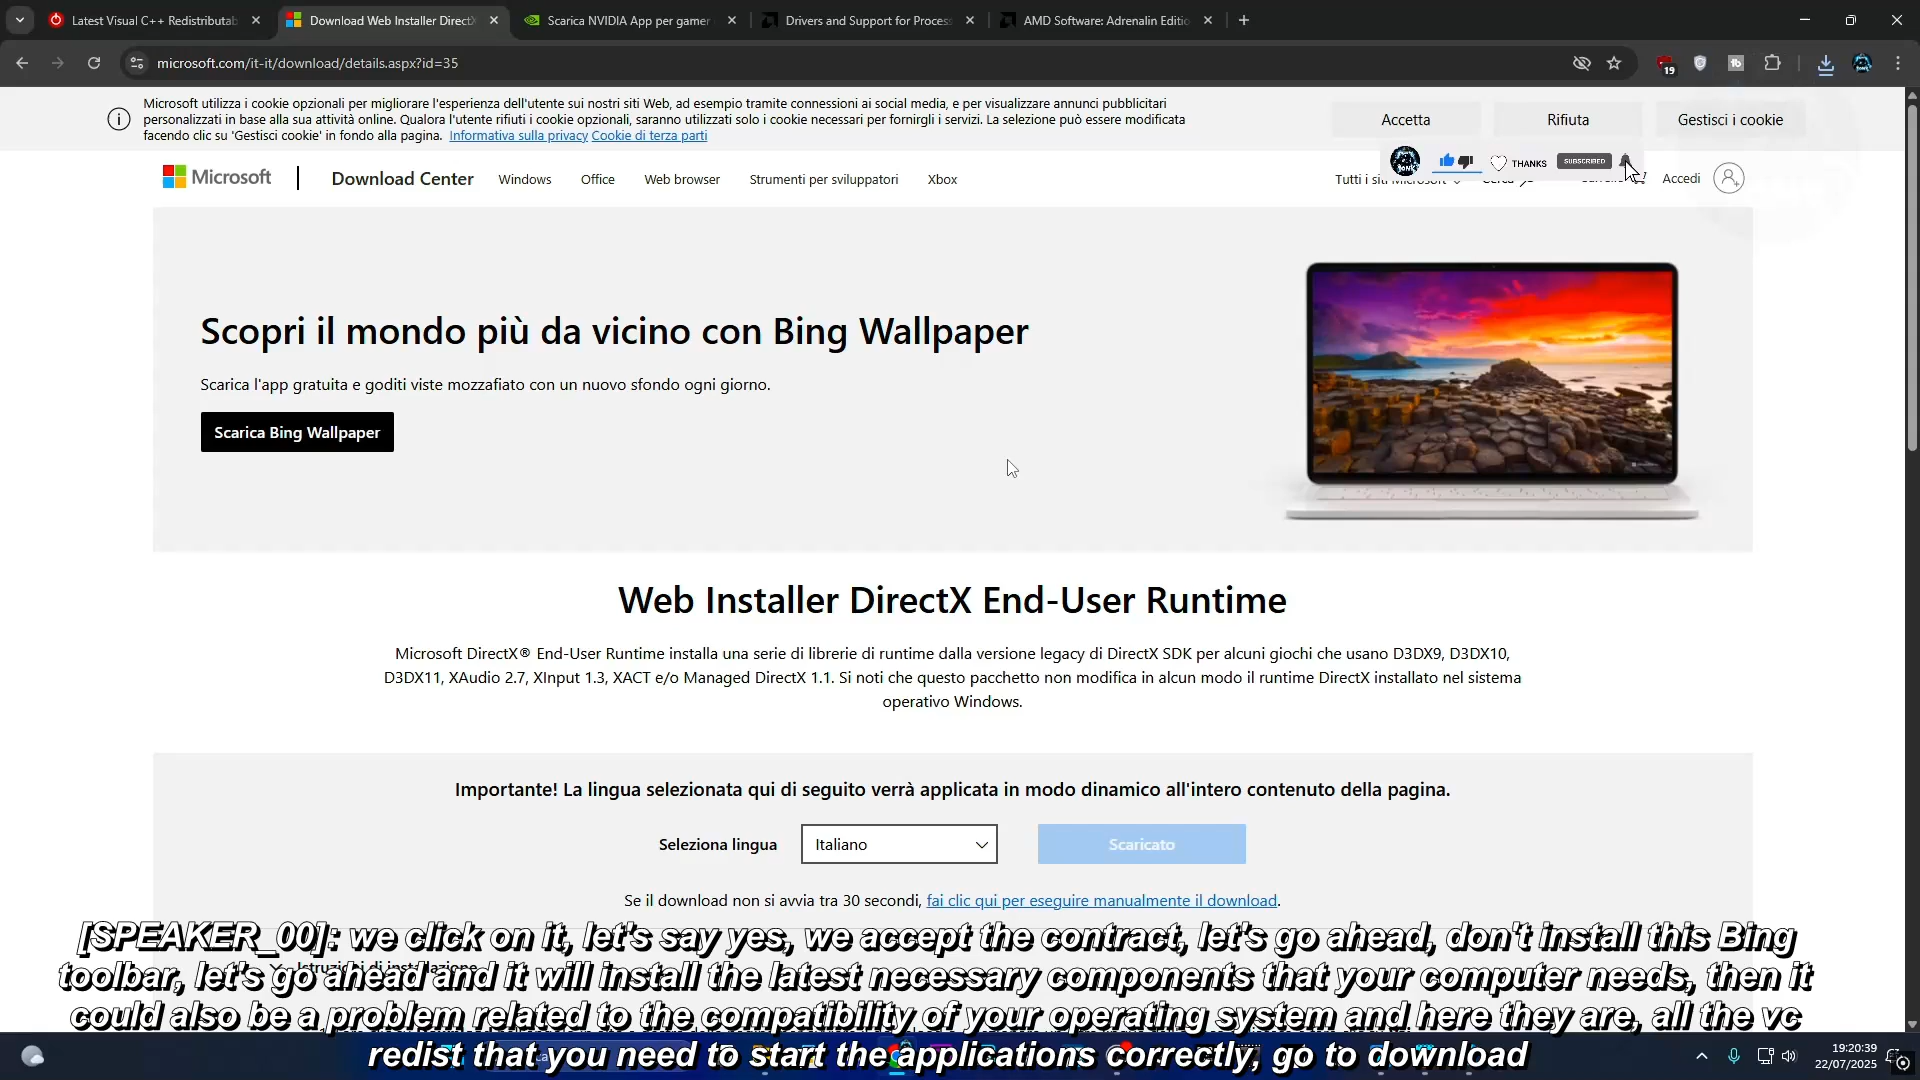 Latest Visual C++ Redistributab
Download Web Installer DirectX
Scarica NVIDIA App per gamer
Drivers and Support for Process
AMD Software: Adrenalin Editio
microsoft.com/it-it/download/details.aspx?id=35
19
Microsoft utilizza i cookie opzionali per migliorare l'esperienza dell'utente sui nostri siti Web, ad esempio tramite connessioni ai social media, e per visualizzare annunci pubblicitari
personalizzati in base alla sua attività online. Qualora l'utente rifiuti i cookie opzionali, saranno utilizzati solo i cookie necessari per fornirgli i servizi. La selezione può essere modificata
facendo clic su 'Gestisci cookie' in fondo alla pagina. Informativa sulla privacy Cookie di terze parti
Accetta
Rifiuta
Gestisci i cookie
THANKS
SUBSCRIBED
Microsoft
Download Center
Windows
Office
Web browser
Strumenti per sviluppatori
Xbox
Tutti i siti Microsoft
Accedi
Scopri il mondo più da vicino con Bing Wallpaper
Scarica l'app gratuita e goditi viste mozzafiato con un nuovo sfondo ogni giorno.
Scarica Bing Wallpaper
Web Installer DirectX End-User Runtime
Microsoft DirectX® End-User Runtime installa una serie di librerie di runtime dalla versione legacy di DirectX SDK per alcuni giochi che usano D3DX9, D3DX10,
D3DX11, XAudio 2.7, XInput 1.3, XACT e/o Managed DirectX 1.1. Si noti che questo pacchetto non modifica in alcun modo il runtime DirectX installato nel sistema
operativo Windows.
Importante! La lingua selezionata qui di seguito verrà applicata in modo dinamico all'intero contenuto della pagina.
Seleziona lingua
Italiano
Scaricato
Se il download non si avvia tra 30 secondi, fai clic qui per eseguire manualmente il download.
Istruzioni di installazione
[SPEAKER_00]: we click on it, let's say yes, we accept the contract, let's go ahead, don't install this Bing
toolbar, let's go ahead and it will install the latest necessary components that your computer needs, then it
could also be a problem related to the compatibility of your operating system and here they are, all the vc
redist that you need to start the applications correctly, go to download
19:20:39
22/07/2025